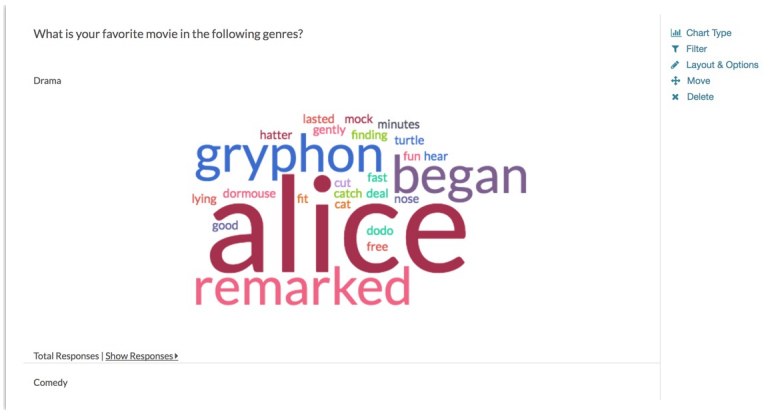 What is your favorite movie in the following genres?
Chart Type
Filter
Layout & Options
Move
Delete
Drama
lasted mock minutes
hatter gently finding turtle
gryphon fun hear
began
cut fast
lying dormouse fit catch deal nose
cat
alice
good
dodo
free
remarked
Total Responses | Show Responses
Comedy